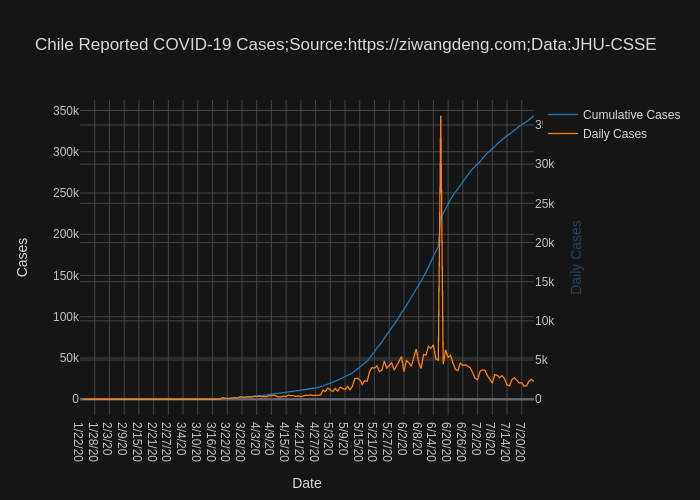 Chile Reported COVID-19 Cases;Source:https://ziwangdeng.com;Data:JHU-CSSE
350k
300k
250k
200k
150k
100k
50k
0
30k
25k
20k
15k
10k
5k
0
Cumulative Cases
Daily Cases
Cases
Daily Cases
1/22/20
1/28/20
2/3/20
2/9/20
2/15/20
2/21/20
2/27/20
3/4/20
3/10/20
3/16/20
3/22/20
3/28/20
4/3/20
4/9/20
4/15/20
4/21/20
4/27/20
5/3/20
5/9/20
5/15/20
5/21/20
5/27/20
6/2/20
6/8/20
6/14/20
6/20/20
6/26/20
7/2/20
7/8/20
7/14/20
7/20/20
Date